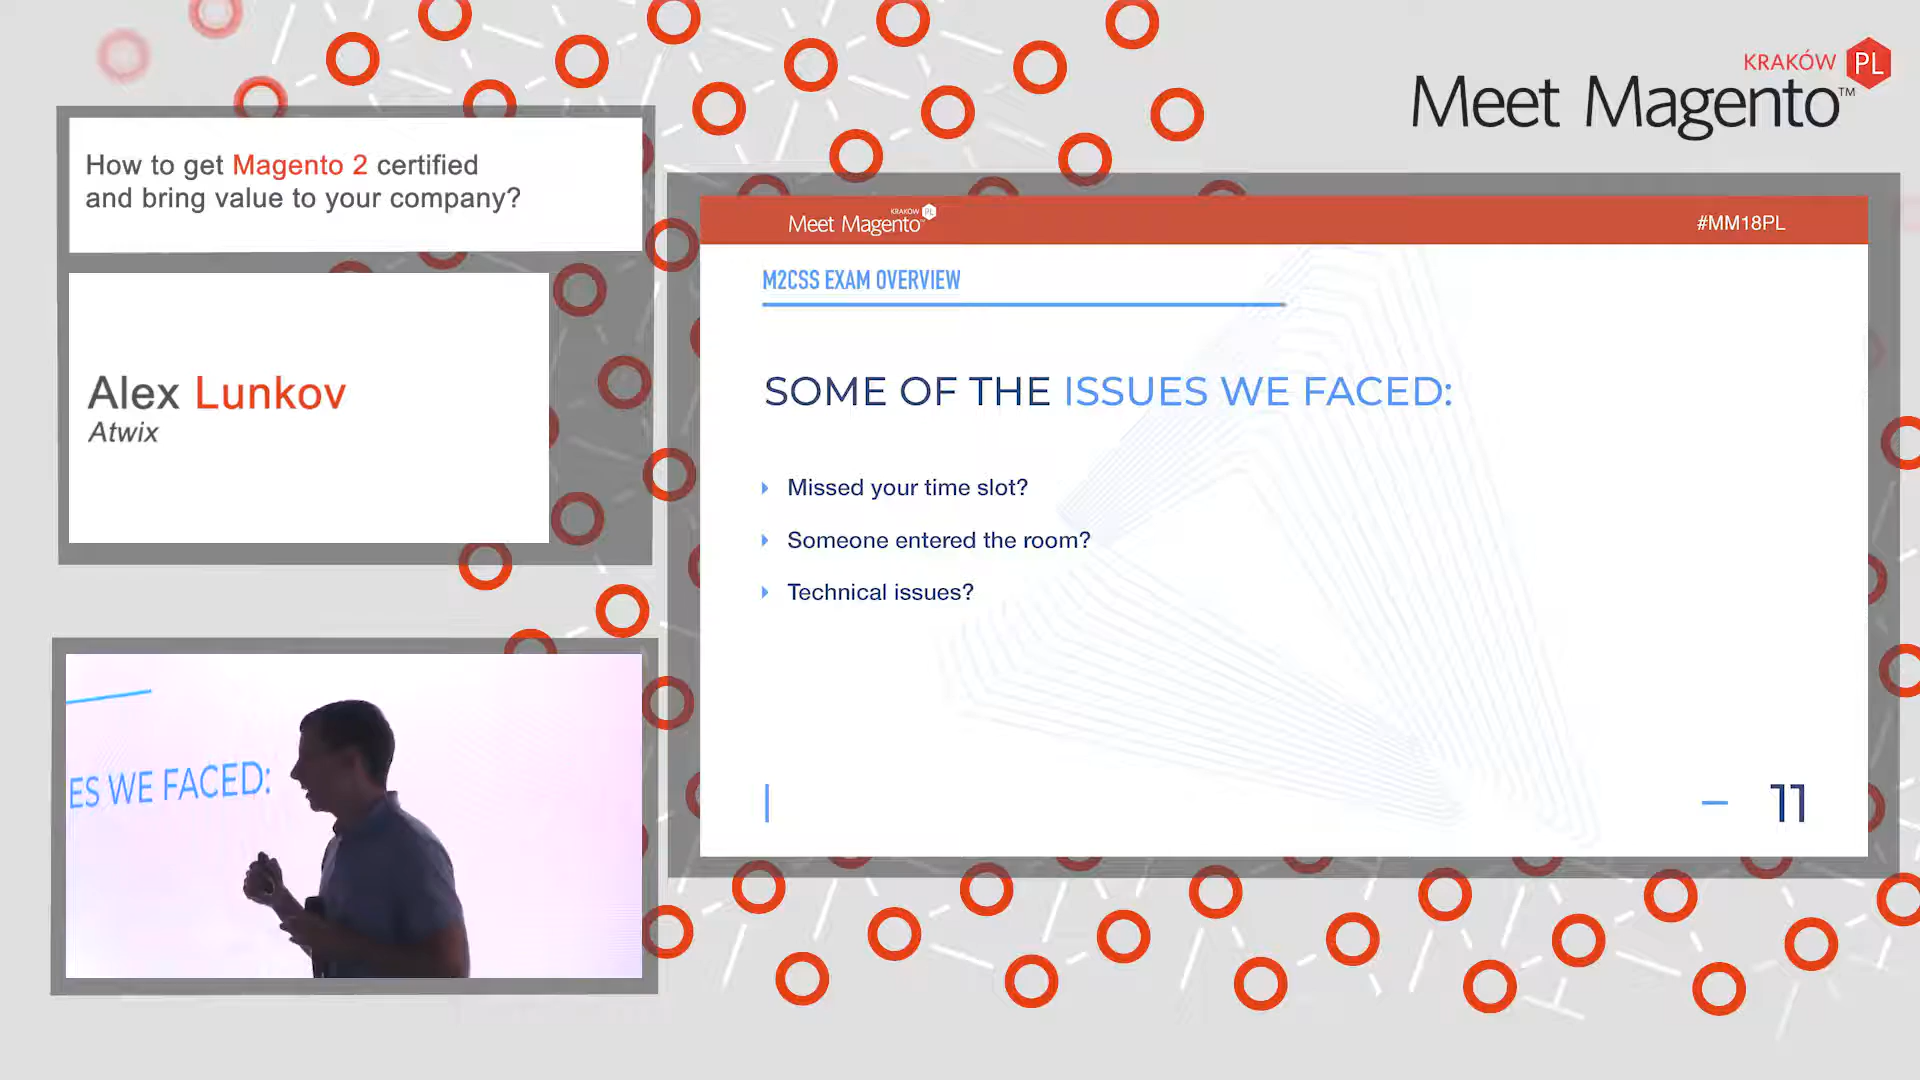 KRAKÓW PL
Meet Magento™
How to get Magento 2 certified
and bring value to your company?
Alex Lunkov
Atwix
KRAKÓW PL
Meet Magento
#MM18PL
M2CSS EXAM OVERVIEW
SOME OF THE ISSUES WE FACED:
Missed your time slot?
Someone entered the room?
Technical issues?
– 11
ES WE FACED: